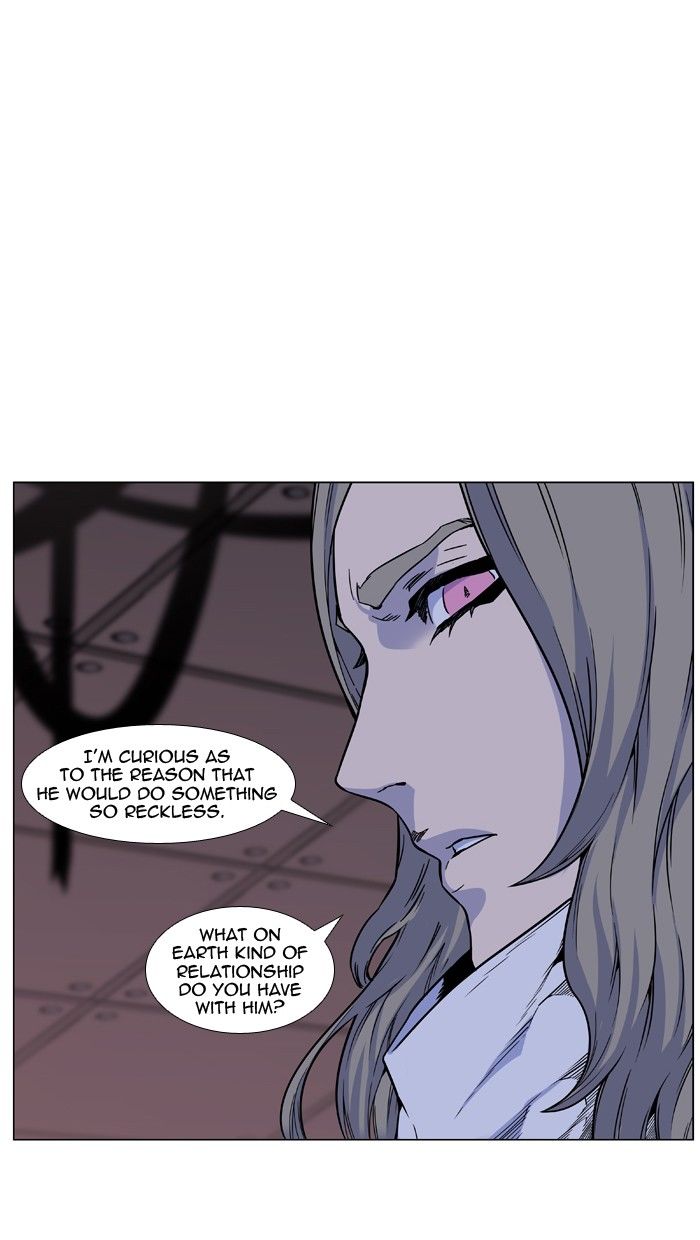 I'M CURIOUS AS
TO THE REASON THAT
HE WOULD DO SOMETHING
SO RECKLESS.
WHAT ON
EARTH KIND OF
RELATIONSHIP
DO YOU HAVE
WITH HIM?